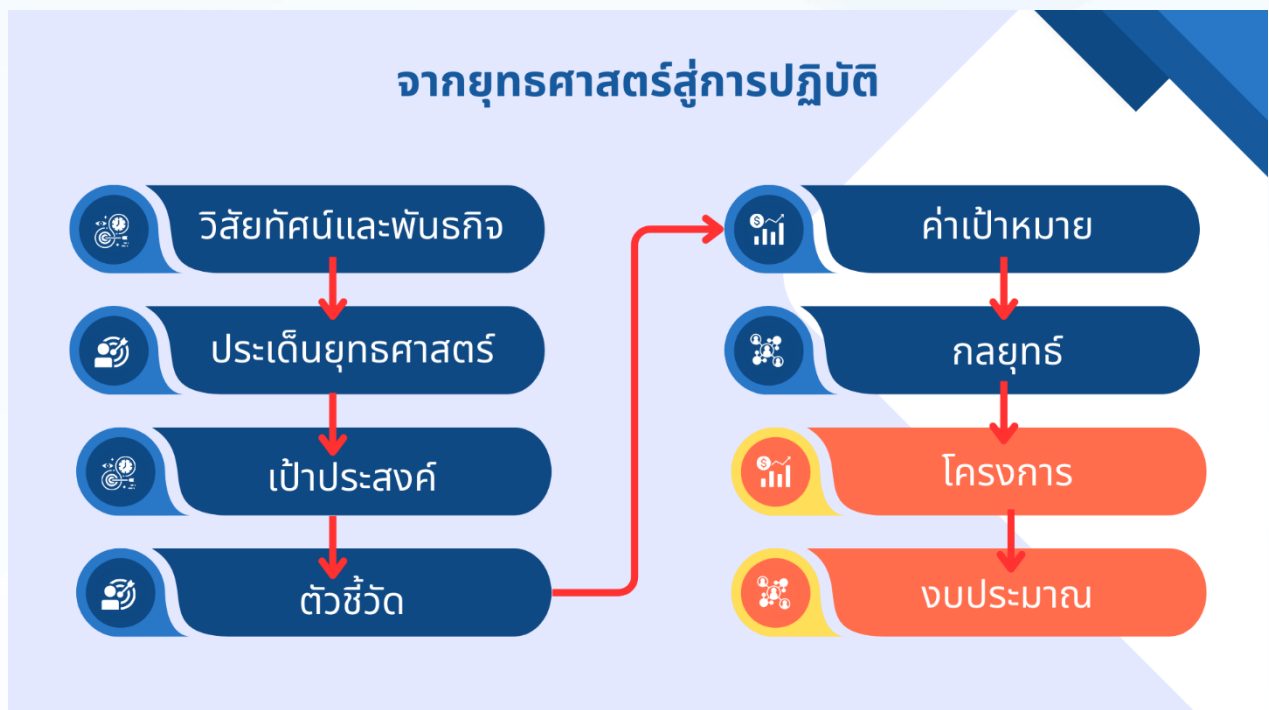 จากยุทธศาสตร์สู่การปฏิบัติ
วิสัยทัศน์และพันธกิจ
ประเด็นยุทธศาสตร์
เป้าประสงค์
ตัวชี้วัด
ค่าเป้าหมาย
กลยุทธ์
โครงการ
งบประมาณ